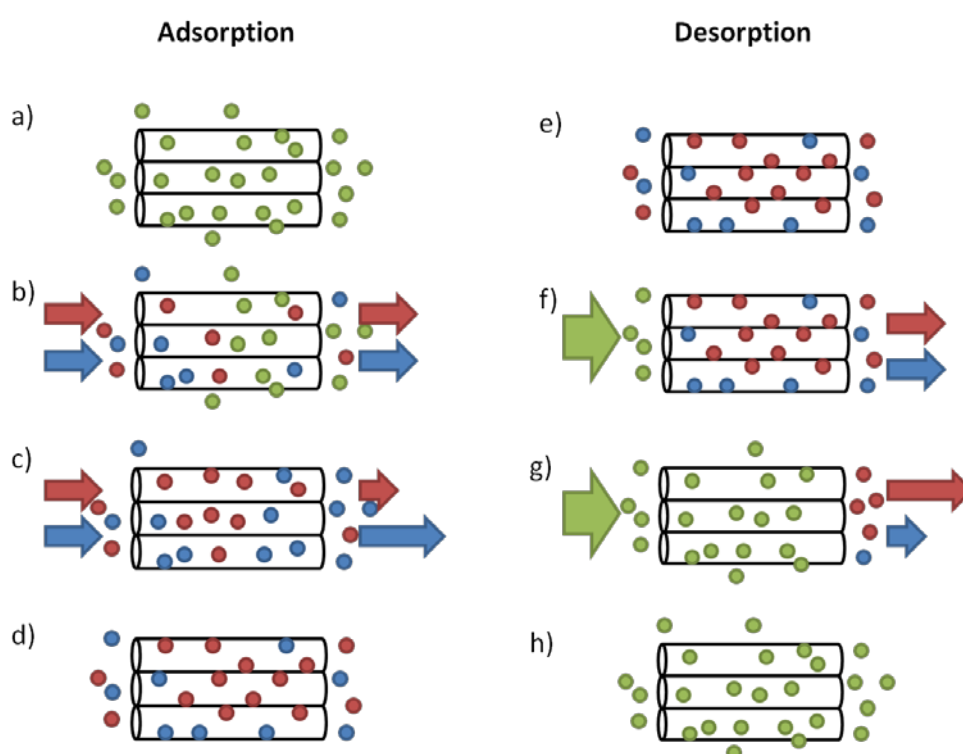 Adsorption
Desorption
a)
e)
b)
f)
c)
g)
d)
h)